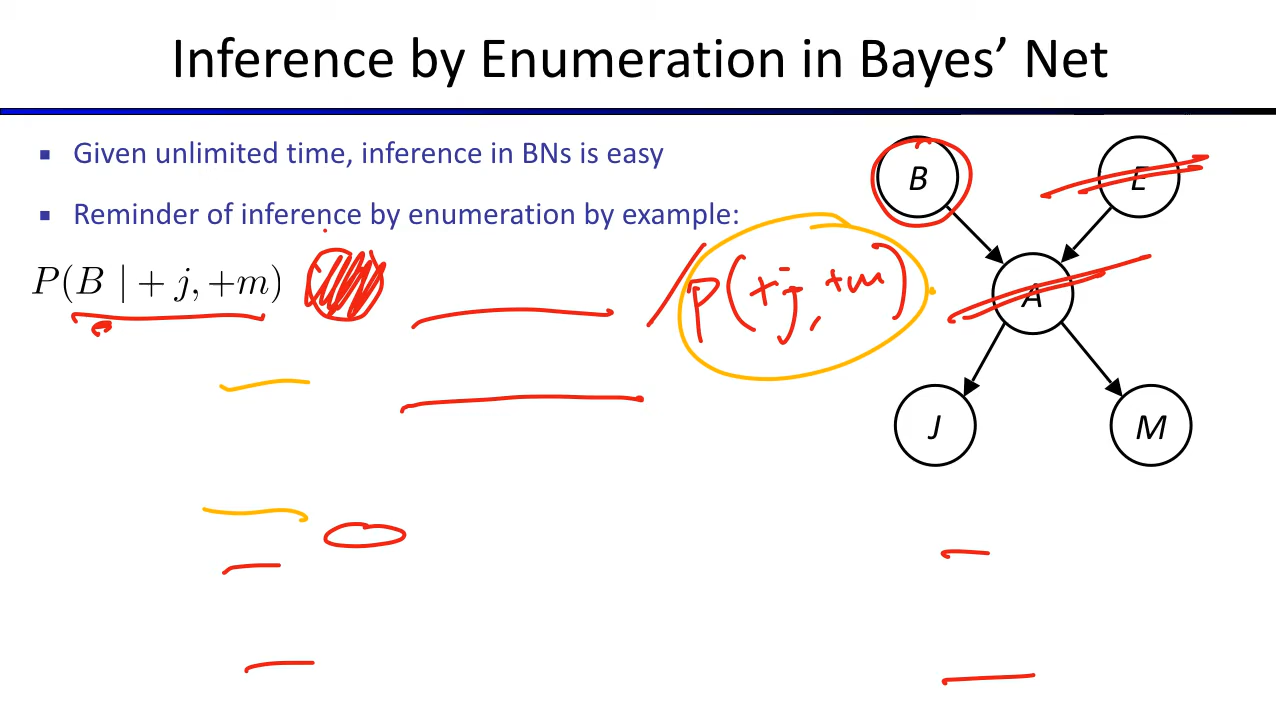 Inference by Enumeration in Bayes’ Net
Given unlimited time, inference in BNs is easy
Reminder of inference by enumeration by example:
P(B | + j, +m)
/ P(+j, +m)
B
E
A
J
M